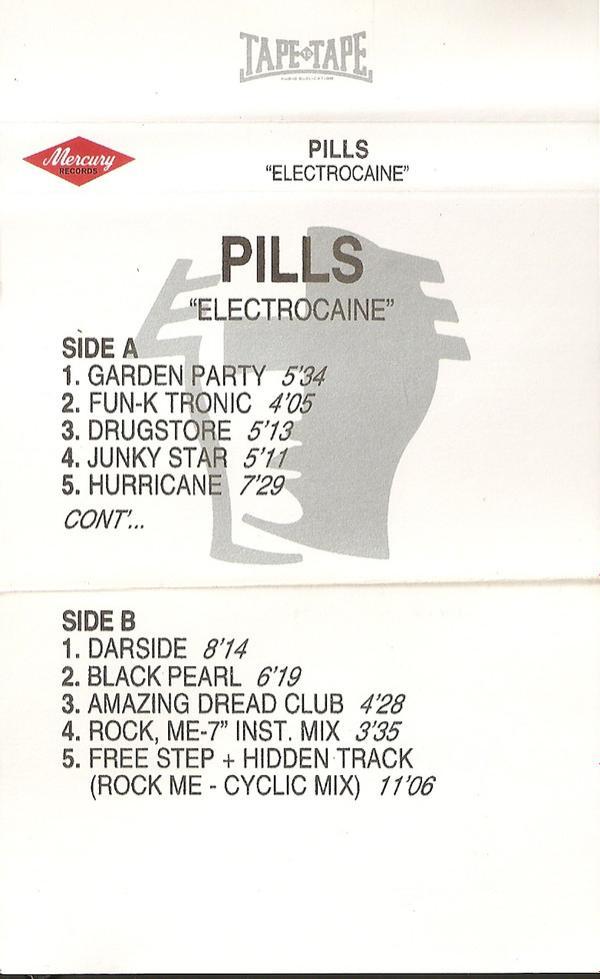 TAPE TO TAPE
AUDIO DUPLICATION
Mercury
RECORDS
PILLS
"ELECTROCAINE"
PILLS
"ELECTROCAINE"
SIDE A
1. GARDEN PARTY 5'34
2. FUN-K TRONIC 4'05
3. DRUGSTORE 5'13
4. JUNKY STAR 5'11
5. HURRICANE 7'29
CONT'...
SIDE B
1. DARSIDE 8'14
2. BLACK PEARL 6'19
3. AMAZING DREAD CLUB 4'28
4. ROCK, ME-7" INST. MIX 3'35
5. FREE STEP + HIDDEN TRACK
(ROCK ME - CYCLIC MIX) 11'06